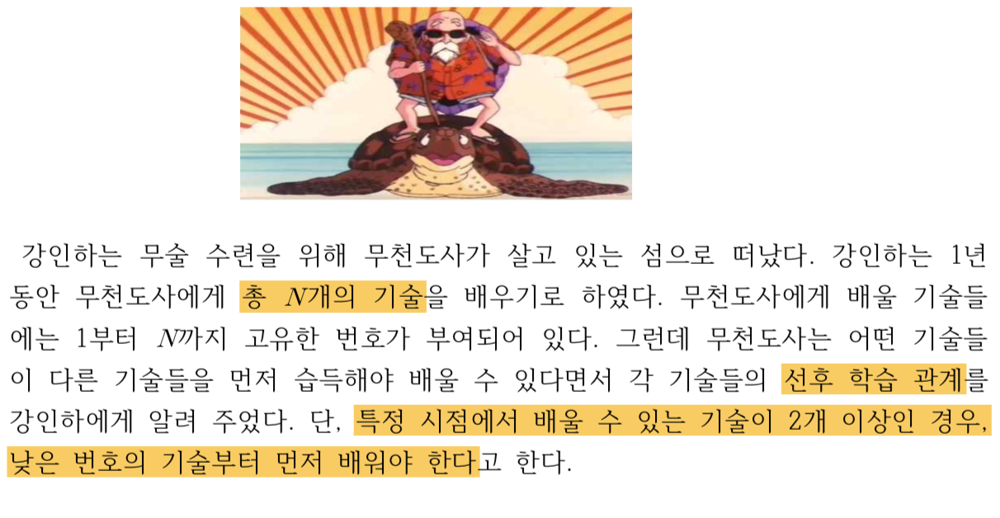 강인하는 무술 수련을 위해 무천도사가 살고 있는 섬으로 떠났다. 강인하는 1년
동안 무천도사에게 총 N개의 기술을 배우기로 하였다. 무천도사에게 배울 기술들
에는 1부터 N까지 고유한 번호가 부여되어 있다. 그런데 무천도사는 어떤 기술들
이 다른 기술들을 먼저 습득해야 배울 수 있다면서 각 기술들의 선후 학습 관계를
강인하에게 알려 주었다. 단, 특정 시점에서 배울 수 있는 기술이 2개 이상인 경우,
낮은 번호의 기술부터 먼저 배워야 한다고 한다.